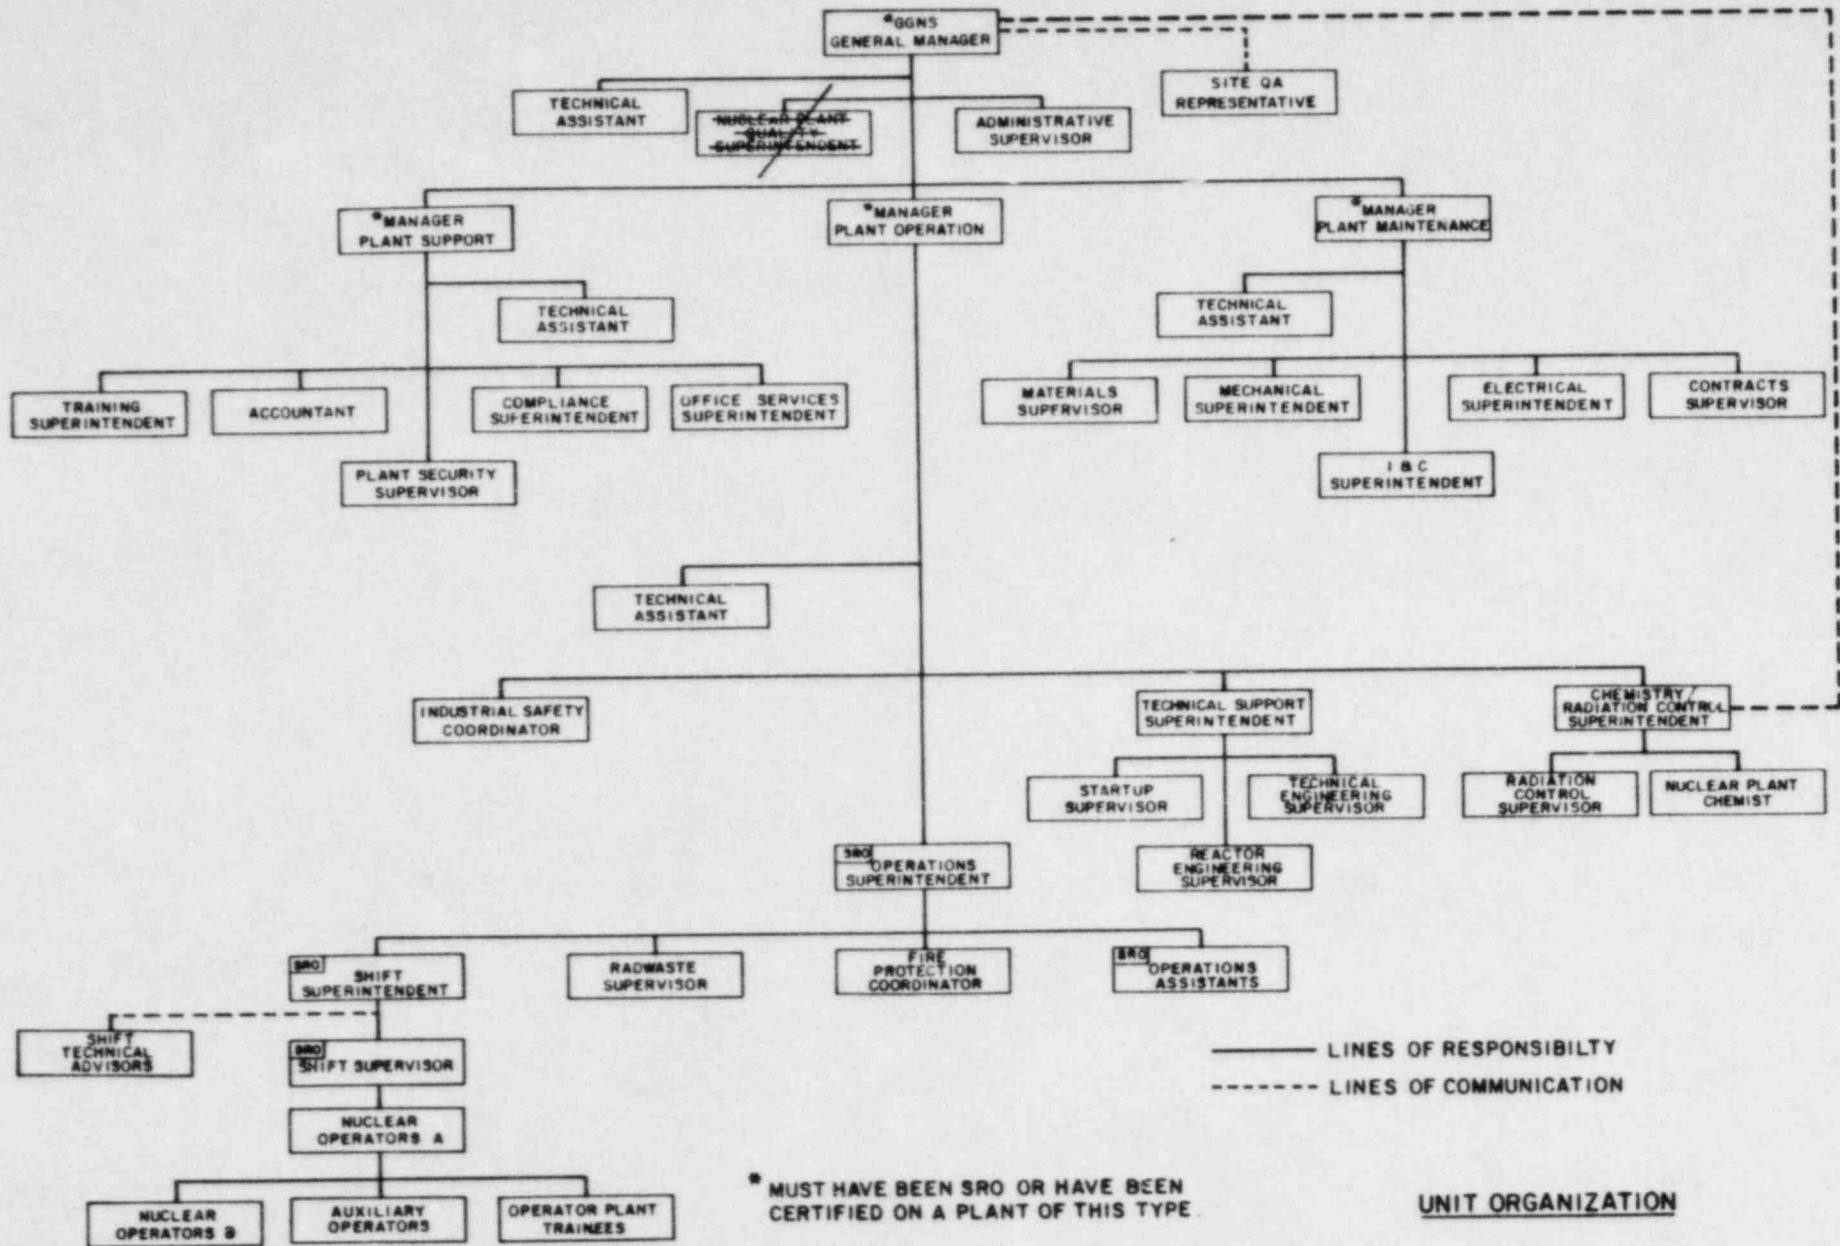 *GGNS
GENERAL MANAGER
SITE QA
REPRESENTATIVE
TECHNICAL
ASSISTANT
NUCLEAR PLANT
QUALITY
SUPERINTENDENT
ADMINISTRATIVE
SUPERVISOR
*MANAGER
PLANT SUPPORT
*MANAGER
PLANT OPERATION
*MANAGER
PLANT MAINTENANCE
TECHNICAL
ASSISTANT
TECHNICAL
ASSISTANT
TRAINING
SUPERINTENDENT
ACCOUNTANT
COMPLIANCE
SUPERINTENDENT
OFFICE SERVICES
SUPERINTENDENT
MATERIALS
SUPERVISOR
MECHANICAL
SUPERINTENDENT
ELECTRICAL
SUPERINTENDENT
CONTRACTS
SUPERVISOR
PLANT SECURITY
SUPERVISOR
I & C
SUPERINTENDENT
TECHNICAL
ASSISTANT
INDUSTRIAL SAFETY
COORDINATOR
TECHNICAL SUPPORT
SUPERINTENDENT
CHEMISTRY/
RADIATION CONTROL
SUPERINTENDENT
STARTUP
SUPERVISOR
TECHNICAL
ENGINEERING
SUPERVISOR
RADIATION
CONTROL
SUPERVISOR
NUCLEAR PLANT
CHEMIST
SRO
OPERATIONS
SUPERINTENDENT
REACTOR
ENGINEERING
SUPERVISOR
SRO
SHIFT
SUPERINTENDENT
RADWASTE
SUPERVISOR
FIRE
PROTECTION
COORDINATOR
SRO
OPERATIONS
ASSISTANTS
SHIFT
TECHNICAL
ADVISORS
SRO
SHIFT SUPERVISOR
LINES OF RESPONSIBILTY
LINES OF COMMUNICATION
NUCLEAR
OPERATORS A
NUCLEAR
OPERATORS B
AUXILIARY
OPERATORS
OPERATOR PLANT
TRAINEES
* MUST HAVE BEEN SRO OR HAVE BEEN
CERTIFIED ON A PLANT OF THIS TYPE
UNIT ORGANIZATION